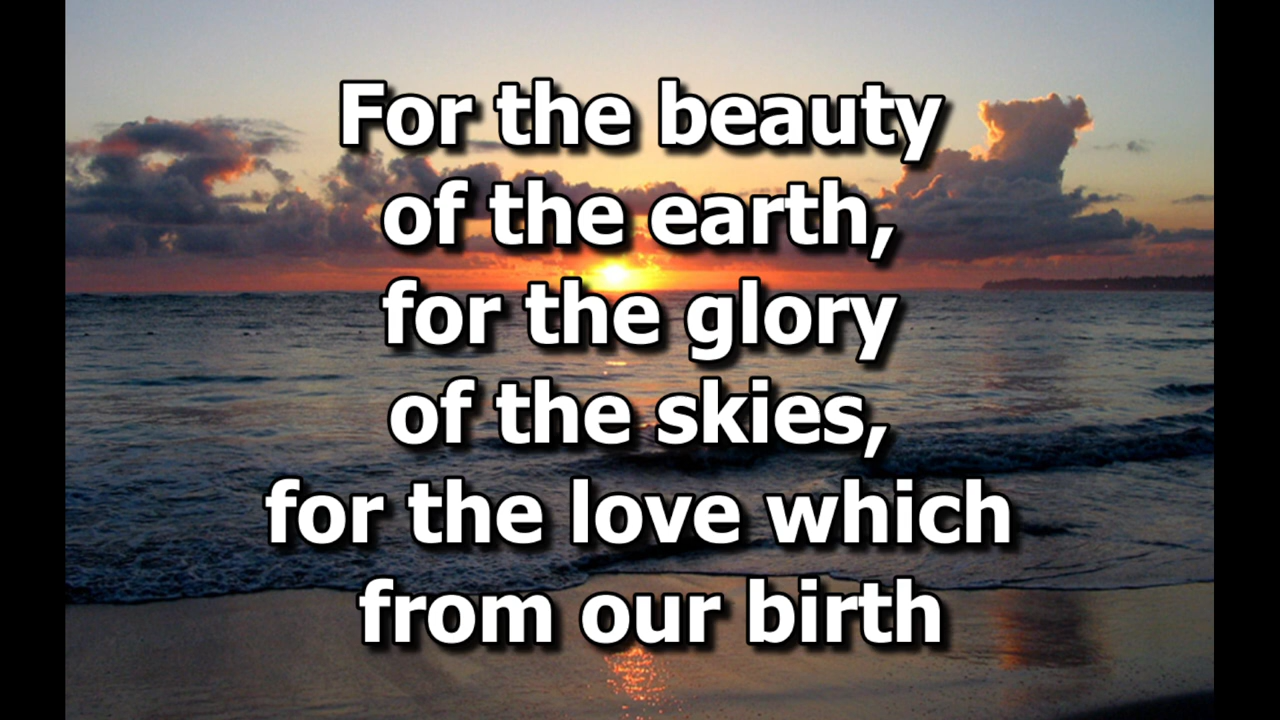 For the beauty
of the earth,
for the glory
of the skies,
for the love which
from our birth